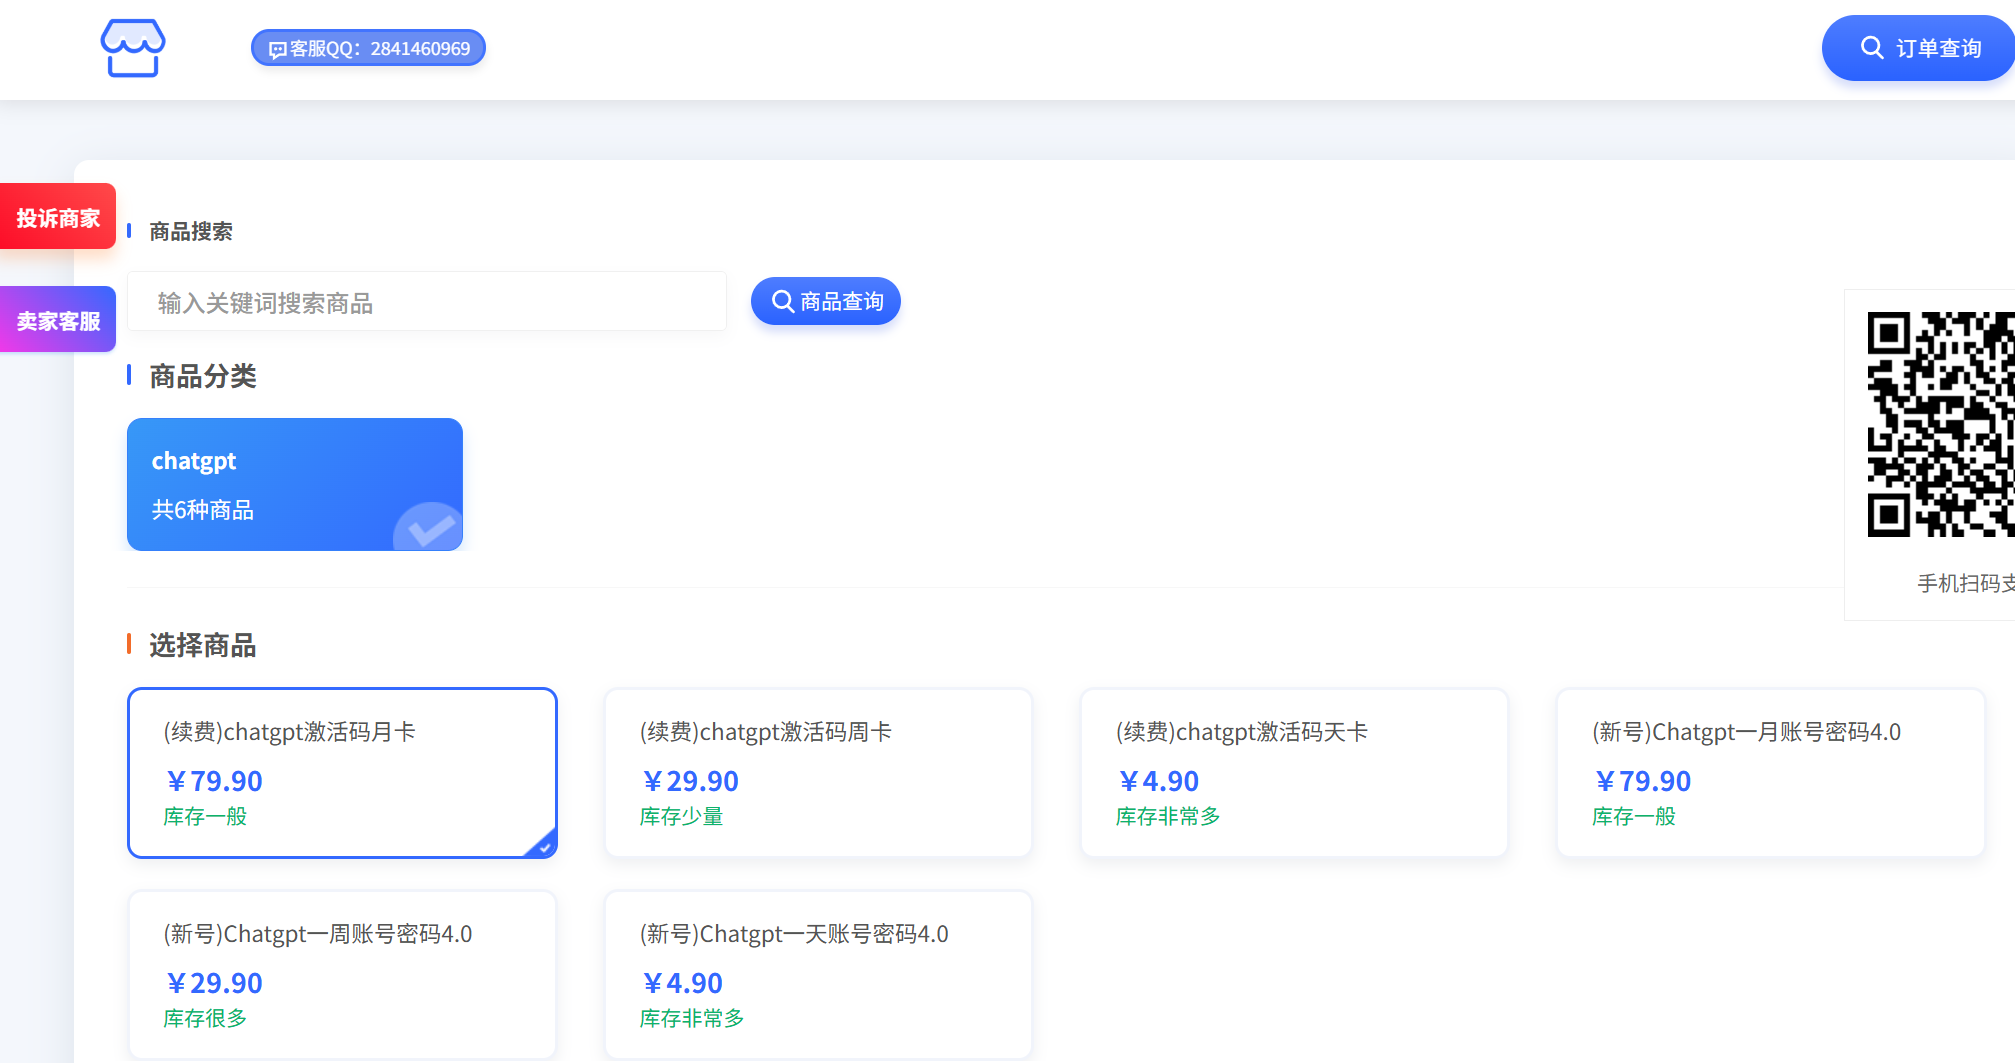 客服QQ：2841460969
订单查询
投诉商家
卖家客服
商品搜索
输入关键词搜索商品
商品查询
商品分类
chatgpt
共6种商品
手机扫码支
选择商品
(续费)chatgpt激活码月卡
￥79.90
库存一般
(续费)chatgpt激活码周卡
￥29.90
库存少量
(续费)chatgpt激活码天卡
￥4.90
库存非常多
(新号)Chatgpt一月账号密码4.0
￥79.90
库存一般
(新号)Chatgpt一周账号密码4.0
￥29.90
库存很多
(新号)Chatgpt一天账号密码4.0
￥4.90
库存非常多